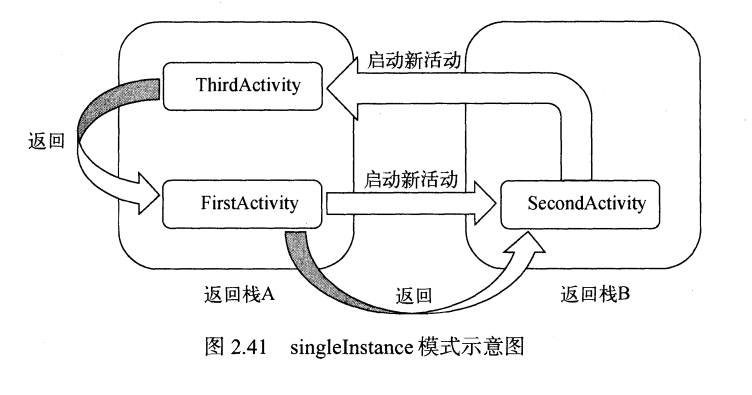 启动新活动
ThirdActivity
返回
启动新活动
FirstActivity
SecondActivity
返回栈A
返回
返回栈B
图 2.41 singleInstance 模式示意图